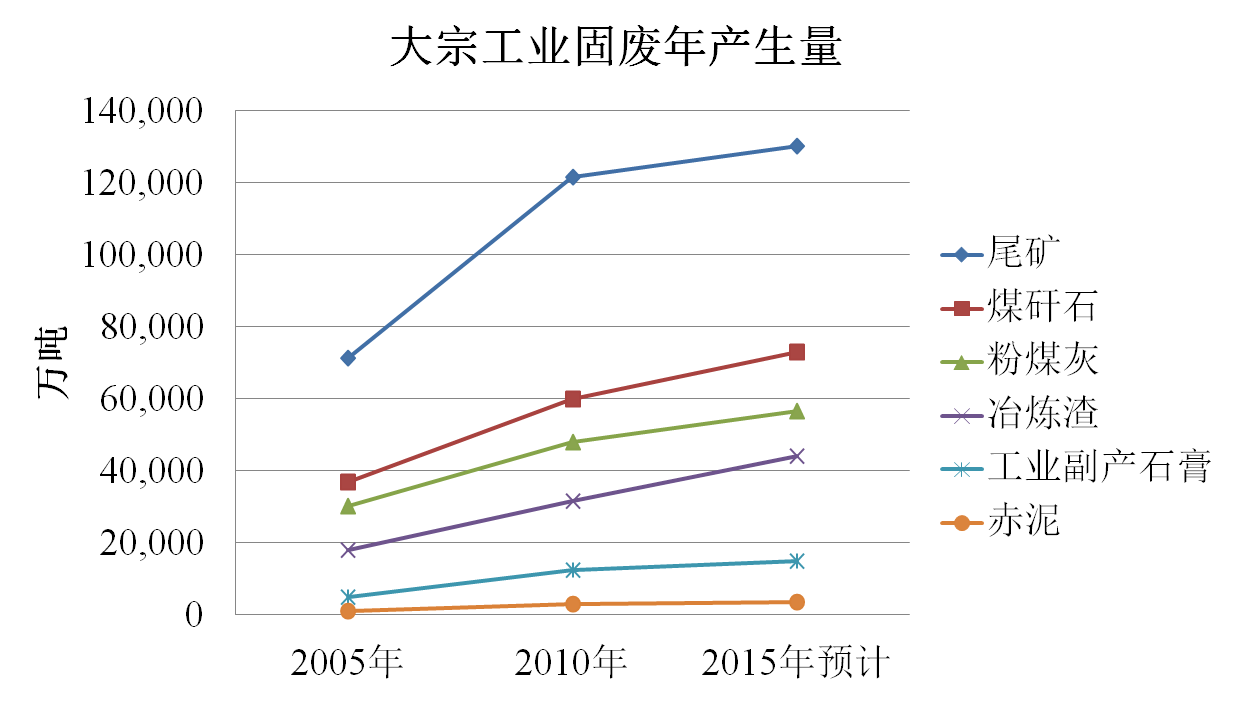 大宗工业固废年产生量
140,000
120,000
100,000
80,000
60,000
40,000
20,000
0
万吨
2005年
2010年
2015年预计
尾矿
煤矸石
粉煤灰
冶炼渣
工业副产石膏
赤泥